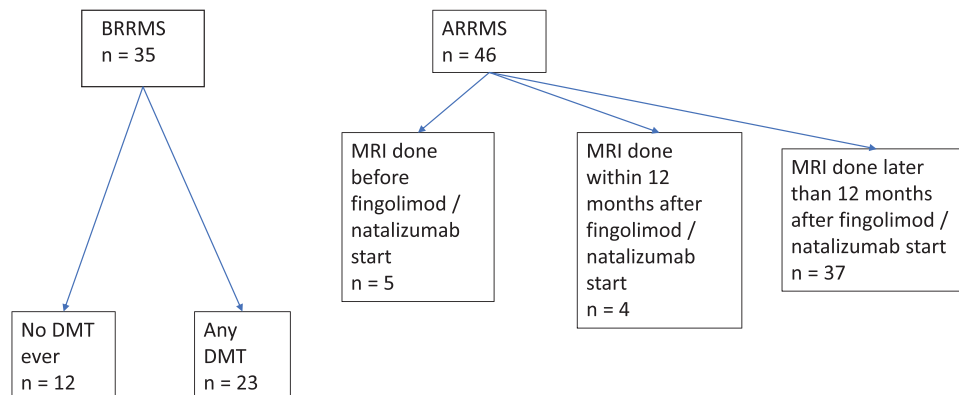 BRRMS
n = 35
ARRMS
n = 46
MRI done
before
fingolimod /
natalizumab
start
n = 5
MRI done
within 12
months after
fingolimod /
natalizumab
start
n = 4
MRI done later
than 12 months
after fingolimod /
natalizumab start
n = 37
No DMT
ever
n = 12
Any
DMT
n = 23